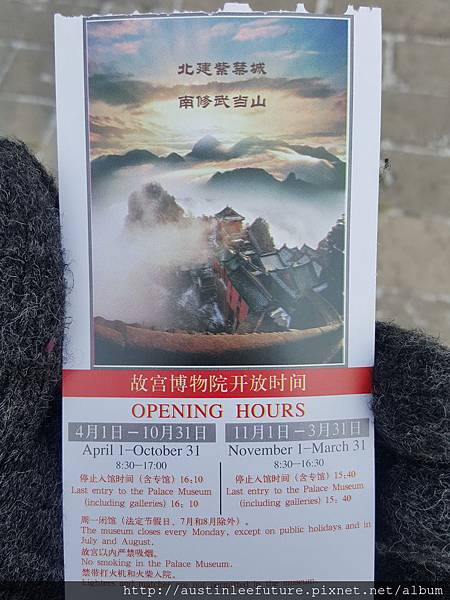 北建紫禁城
南修武当山
故宫博物院开放时间
OPENING HOURS
4月1日－10月31日
April 1–October 31
8:30–17:00
停止入馆时间（含专馆）16:10
Last entry to the Palace Museum
(including galleries) 16: 10
11月1日－3月31日
November 1–March 31
8:30–16:30
停止入馆时间（含专馆）15:40
Last entry to the Palace Museum
(including galleries) 15: 40
周一闭馆（法定节假日、7月和8月除外）。
The museum closes every Monday, except on public holidays and in
July and August.
故宫以内严禁吸烟。
No smoking in the Palace Museum.
禁带打火机和火柴入院。
http://austinleefuture.pixnet.net/album